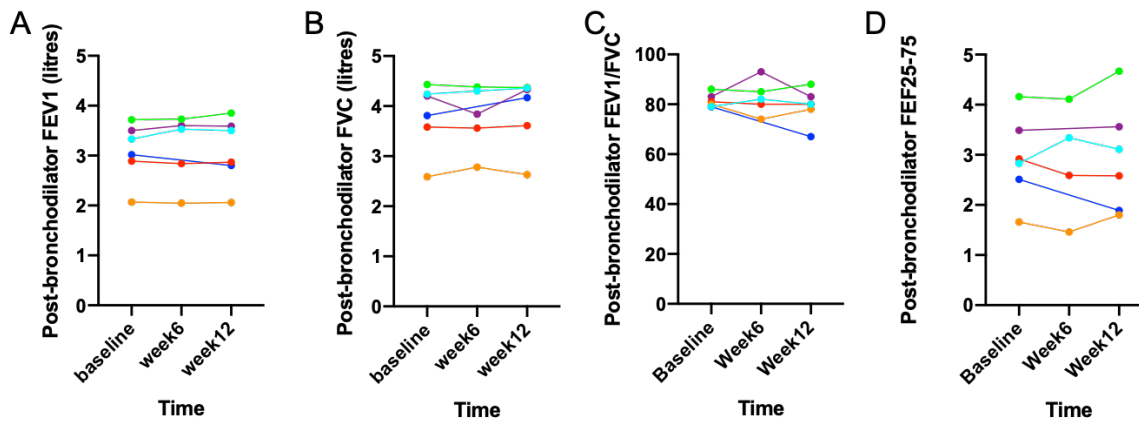 A
Post-bronchodilator FEV1 (litres)
5
4
3
2
1
0
baseline
week6
week12
Time
B
Post-bronchodilator FVC (litres)
5
4
3
2
1
0
baseline
week6
week12
Time
C
Post-bronchodilator FEV1/FVC
100
80
60
40
20
0
Baseline
Week6
Week12
Time
D
Post-bronchodilator FEF25-75
5
4
3
2
1
0
Baseline
Week6
Week12
Time